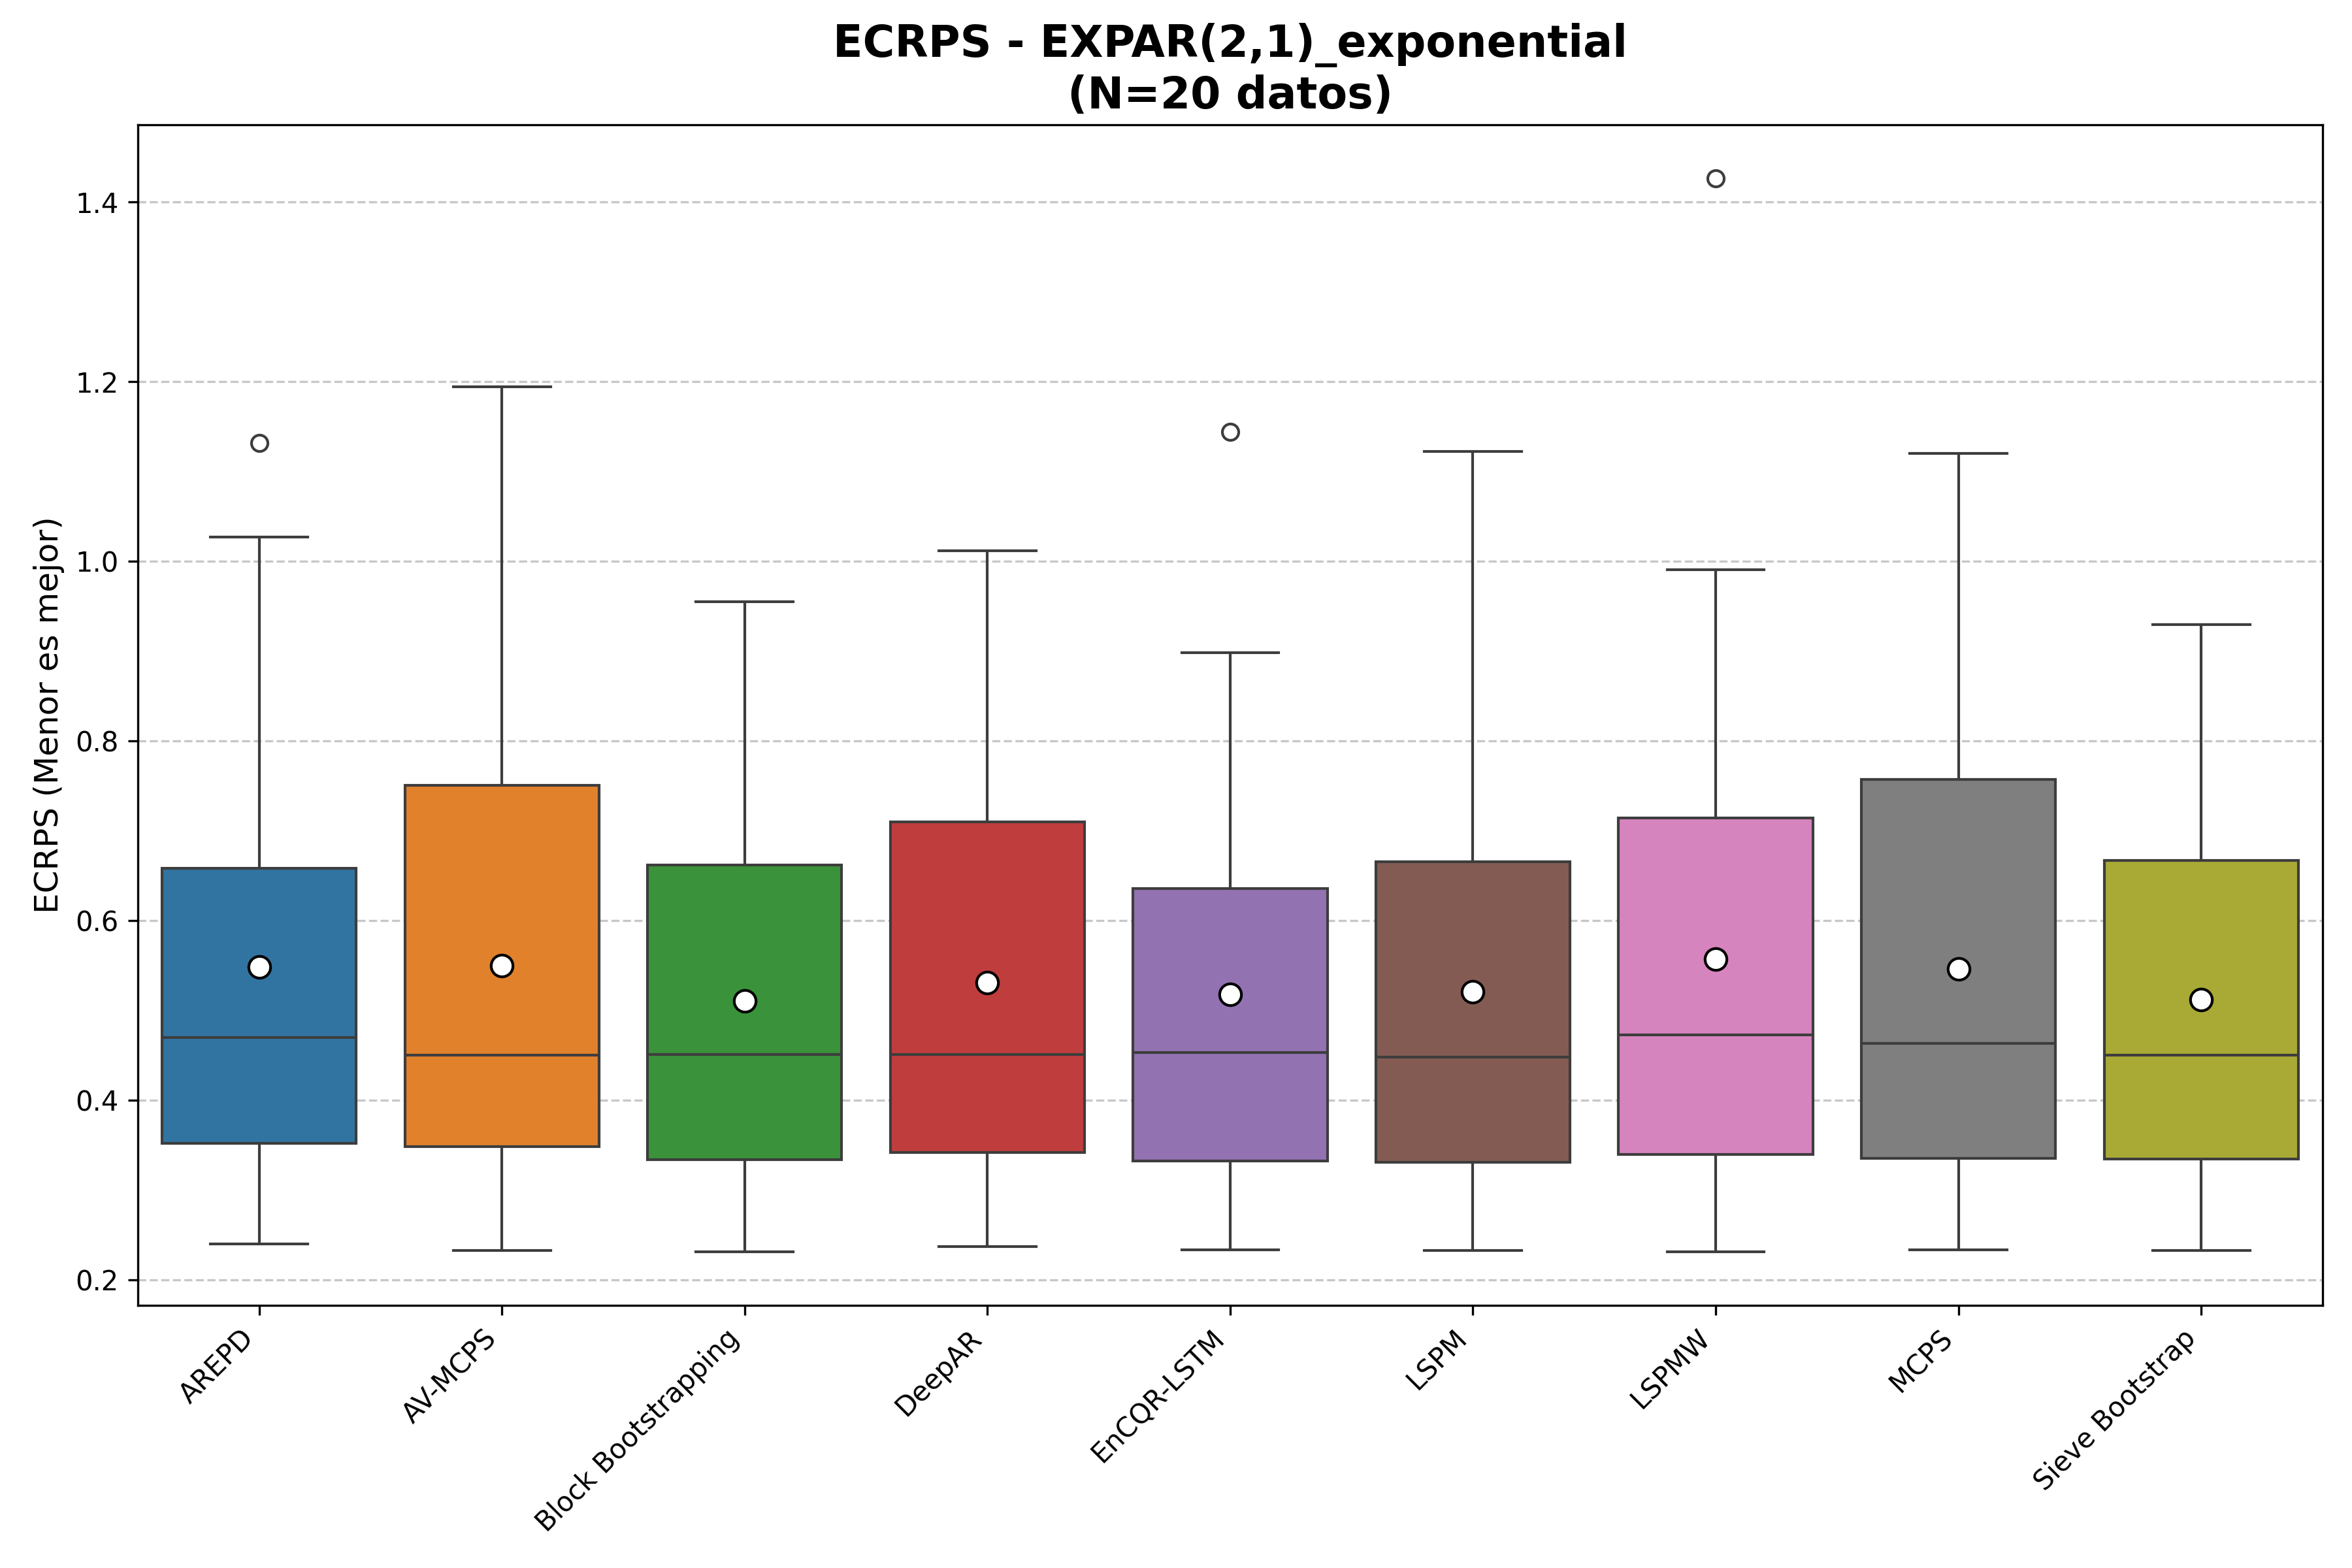 ECRPS - EXPAR(2,1)_exponential
(N=20 datos)
ECRPS (Menor es mejor)
1.4
1.2
1.0
0.8
0.6
0.4
0.2
AREPD
AV-MCPS
Block Bootstrapping
DeepAR
EnCQR-LSTM
LSPM
LSPMW
MCPS
Sieve Bootstrap